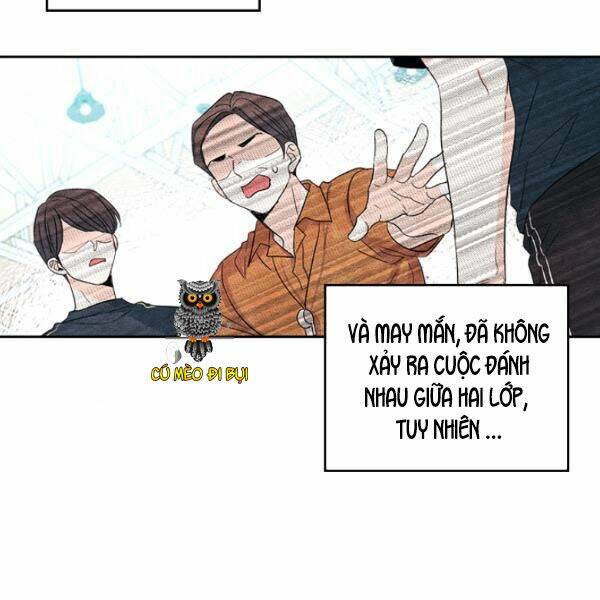 VÀ MAY MẮN, ĐÃ KHÔNG
XẢY RA CUỘC ĐÁNH
NHAU GIỮA HAI LỚP,
TUY NHIÊN ...
CÚ MÈO ĐI BỤI